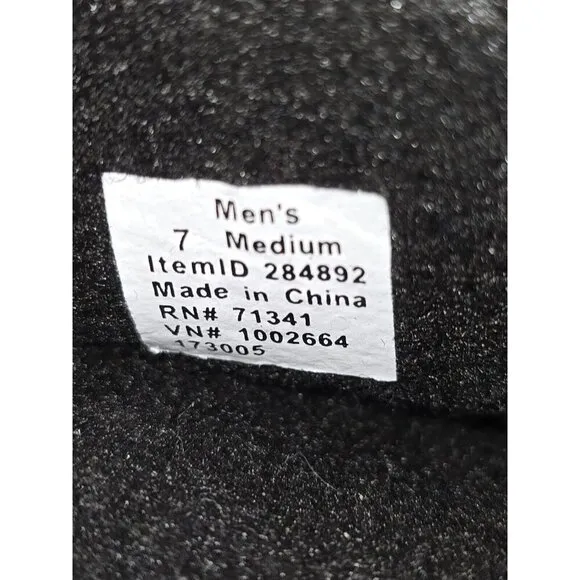 Men's
7 Medium
ItemID 284892
Made in China
RN# 71341
VN# 1002664
173005